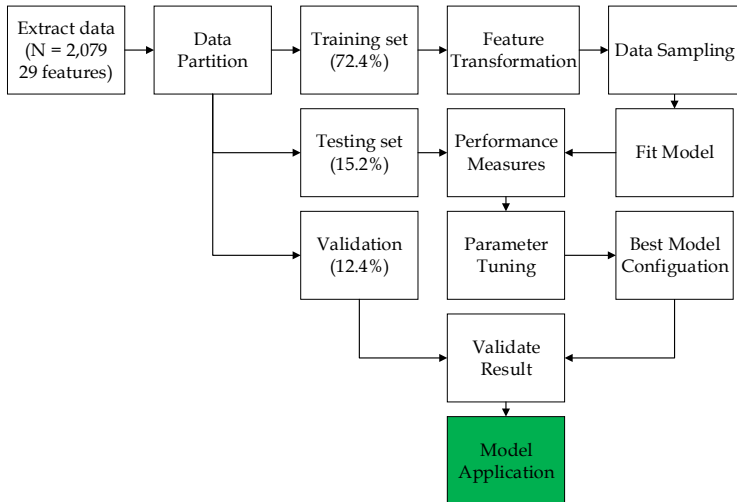 Extract data
(N = 2,079
29 features)
Data
Partition
Training set
(72.4%)
Feature
Transformation
Data Sampling
Testing set
(15.2%)
Performance
Measures
Fit Model
Validation
(12.4%)
Parameter
Tuning
Best Model
Configuation
Validate
Result
Model
Application